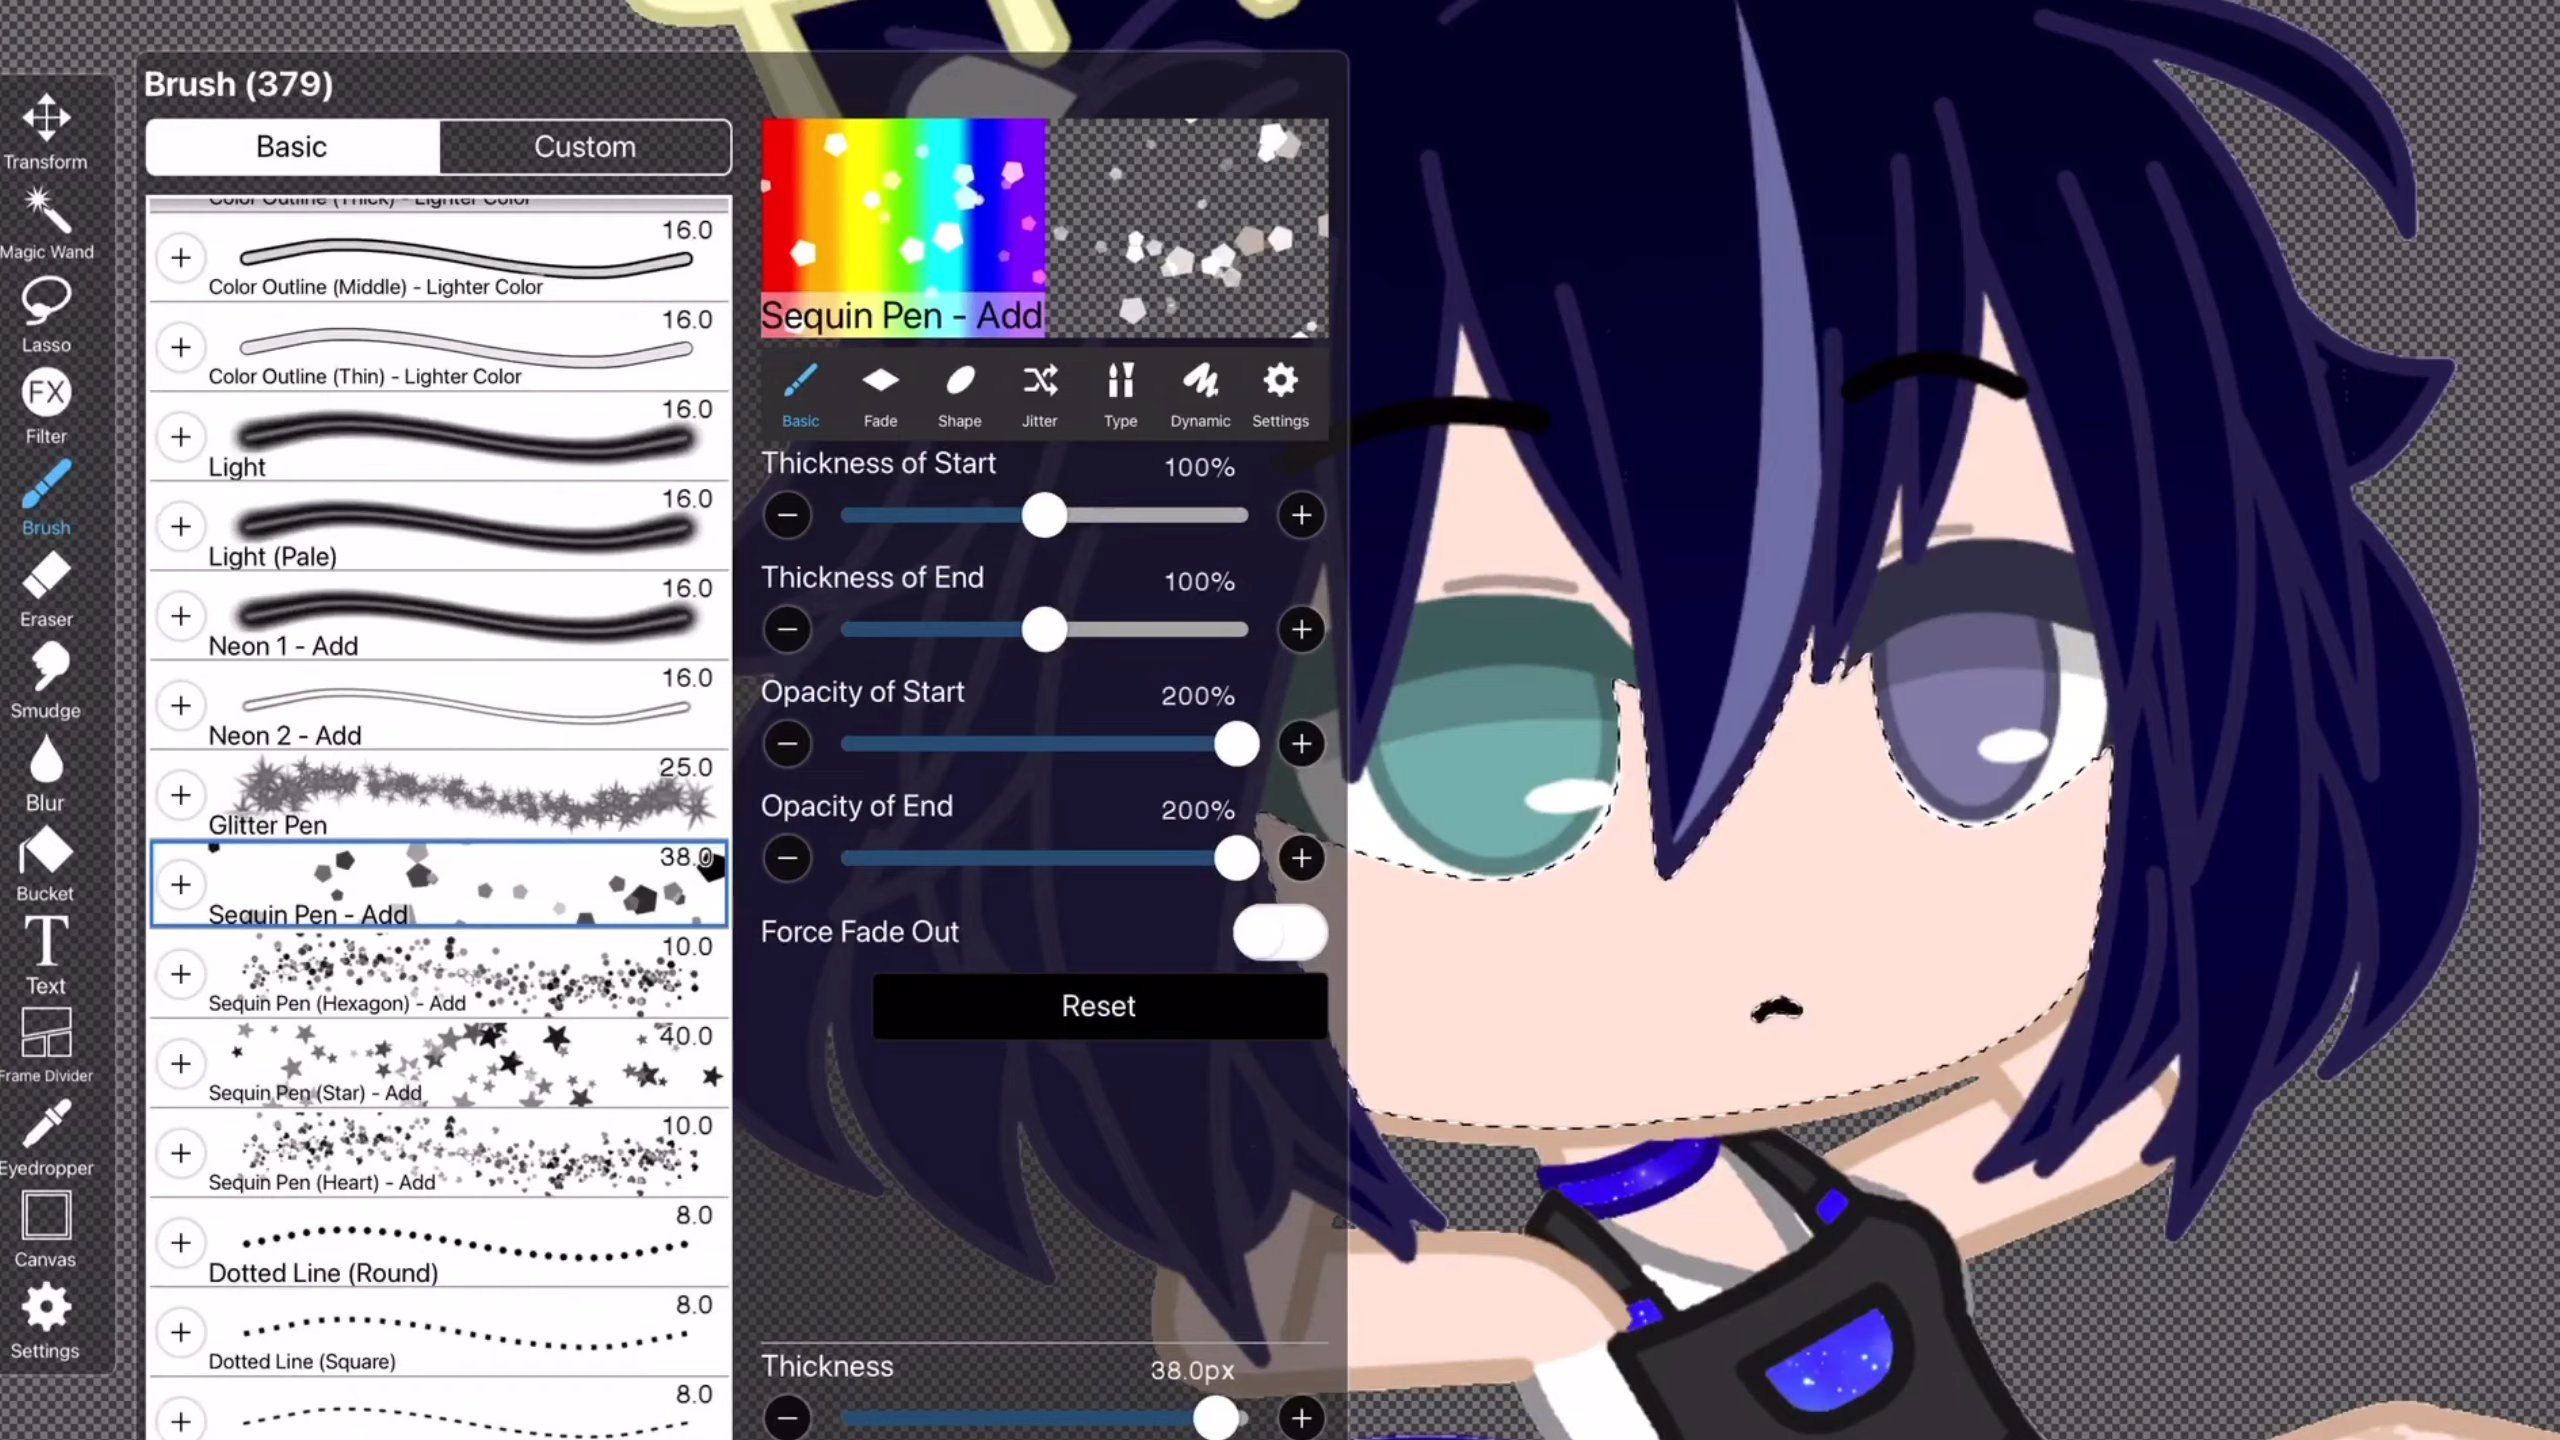 Brush (379)
Basic
Custom
Transform
Magic Wand
Lasso
FX
Filter
Brush
Eraser
Smudge
Blur
Bucket
T
Text
Frame Divider
Eyedropper
Canvas
Settings
Color Outline (Thick) - Lighter Color
16.0
Color Outline (Middle) - Lighter Color
16.0
Color Outline (Thin) - Lighter Color
16.0
Light
16.0
Light (Pale)
16.0
Neon 1 - Add
16.0
Neon 2 - Add
25.0
Glitter Pen
38.0
Sequin Pen - Add
10.0
Sequin Pen (Hexagon) - Add
40.0
Sequin Pen (Star) - Add
10.0
Sequin Pen (Heart) - Add
8.0
Dotted Line (Round)
8.0
Dotted Line (Square)
8.0
Sequin Pen - Add
Basic
Fade
Shape
Jitter
Type
Dynamic
Settings
Thickness of Start 100%
Thickness of End 100%
Opacity of Start 200%
Opacity of End 200%
Force Fade Out
Reset
Thickness 38.0px